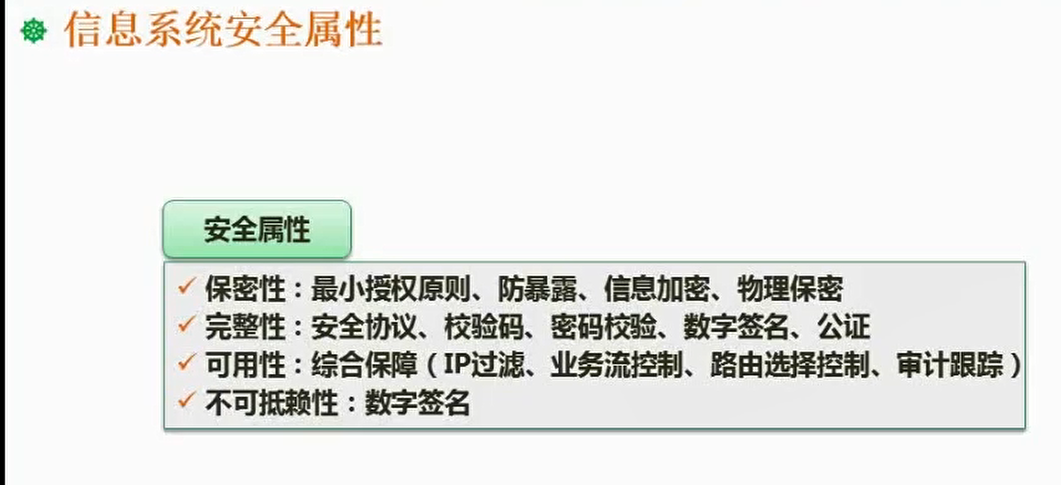 信息系统安全属性
安全属性
保密性：最小授权原则、防暴露、信息加密、物理保密
完整性：安全协议、校验码、密码校验、数字签名、公证
可用性：综合保障（IP过滤、业务流控制、路由选择控制、审计跟踪）
不可抵赖性：数字签名